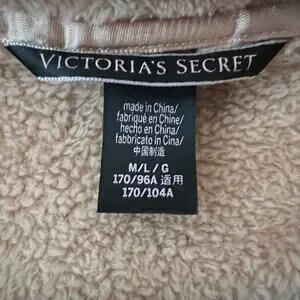 VICTORIA'S SECRET
made in China/
fabriqué en Chine/
hecho en China/
fabbricato in Cina/
中国制造
M/L/G
170/96A 适用
170/104A